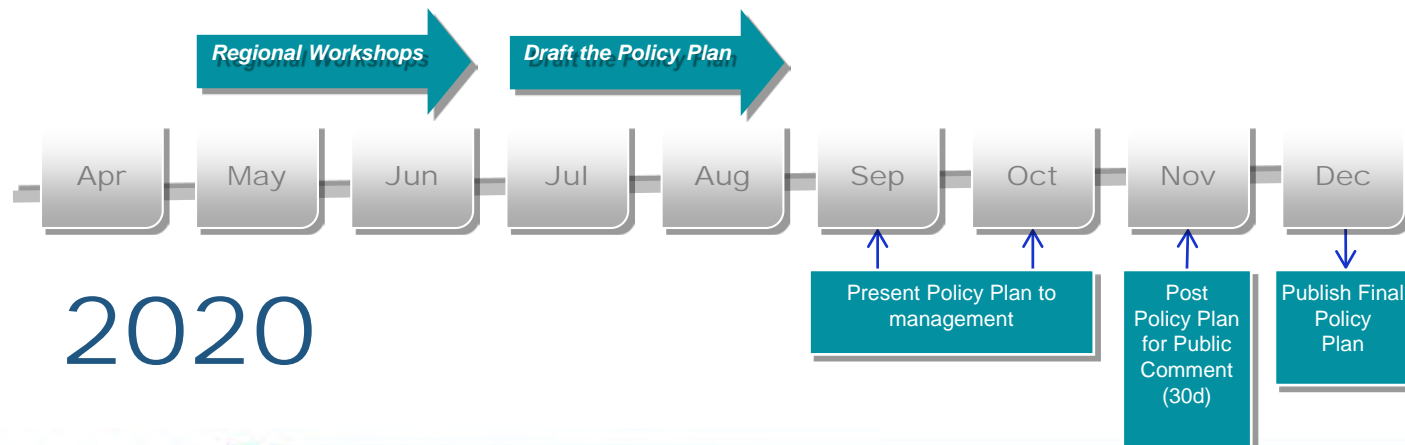 Regional Workshops
Draft the Policy Plan
Apr
May
Jun
Jul
Aug
Sep
Oct
Nov
Dec
2020
Present Policy Plan to
management
Post
Policy Plan
for Public
Comment
(30d)
Publish Final
Policy
Plan